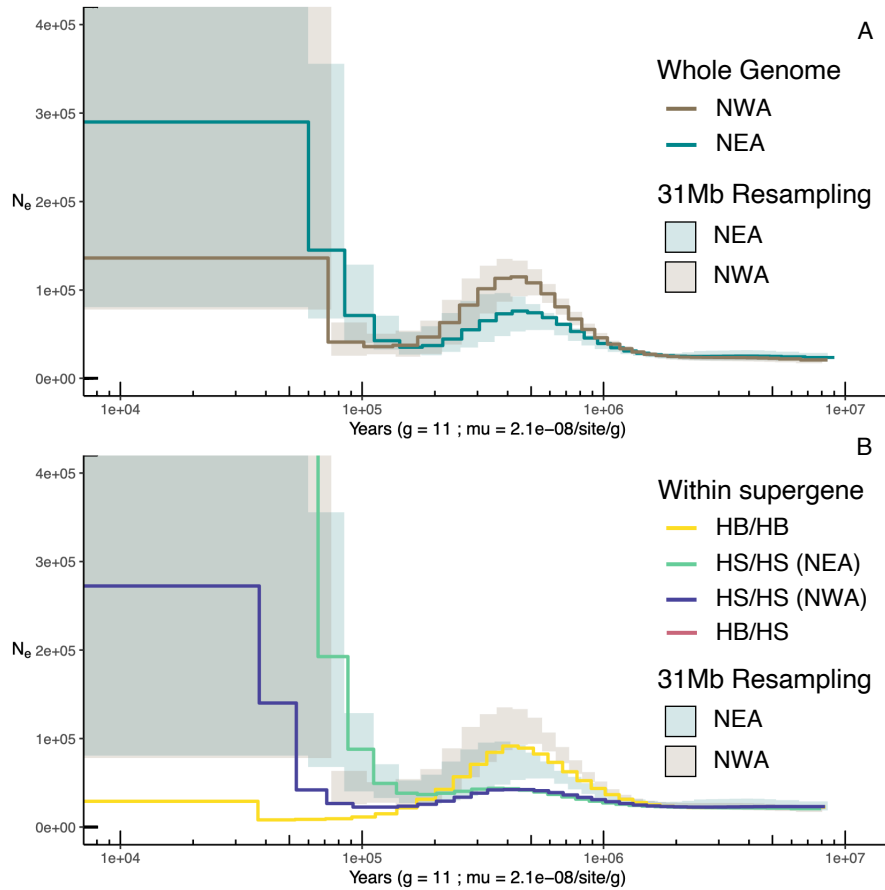 A
4e+05
3e+05
2e+05
1e+05
0e+00
Ne
Whole Genome
NWA
NEA
31Mb Resampling
NEA
NWA
1e+04 1e+05 1e+06 1e+07
Years (g = 11 ; mu = 2.1e−08/site/g)
B
4e+05
3e+05
2e+05
1e+05
0e+00
Ne
Within supergene
HB/HB
HS/HS (NEA)
HS/HS (NWA)
HB/HS
31Mb Resampling
NEA
NWA
1e+04 1e+05 1e+06 1e+07
Years (g = 11 ; mu = 2.1e−08/site/g)